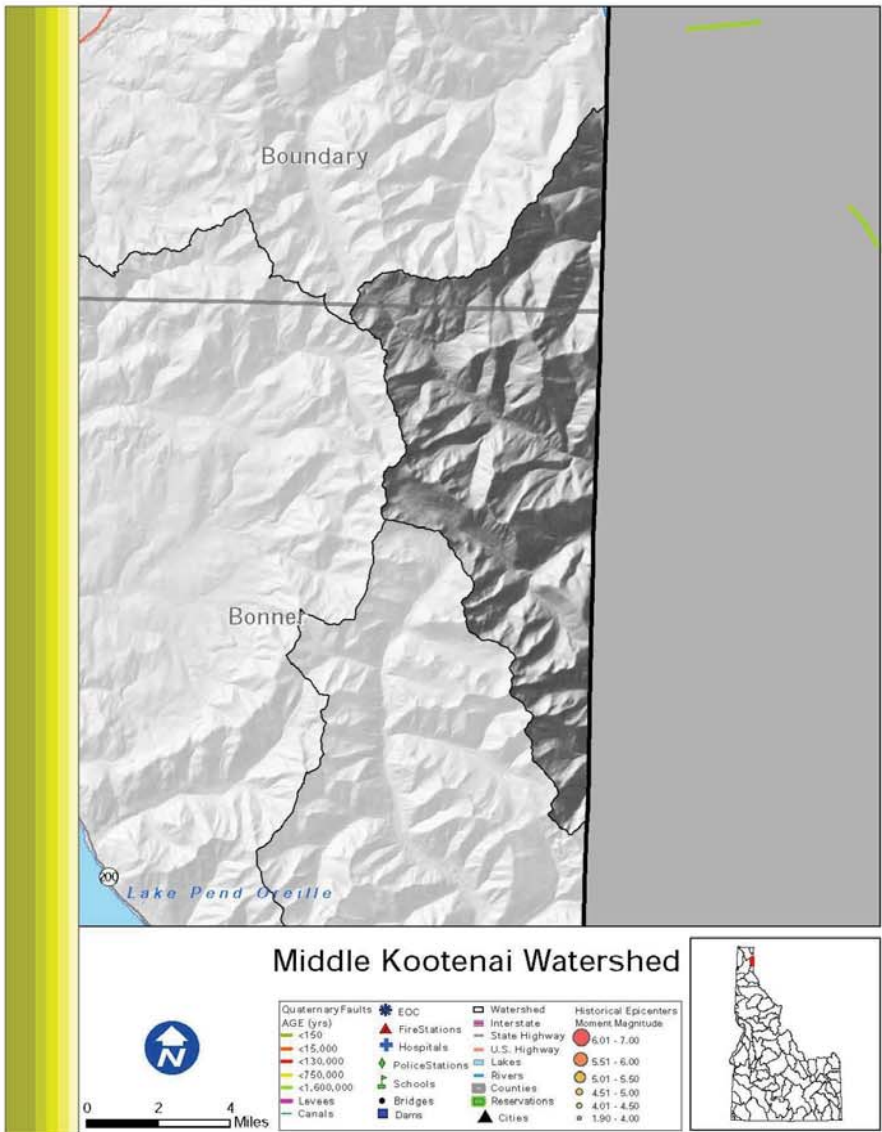 Boundary
Bonner
200
Lake Pend Oreille
Middle Kootenai Watershed
N
0 2 4
Miles
Quaternary Faults
AGE (yrs)
<150
<15,000
<130,000
<750,000
<1,600,000
Levees
Canals
EOC
FireStations
Hospitals
PoliceStations
Schools
Bridges
Dams
Watershed
Interstate
State Highway
U.S. Highway
Lakes
Rivers
Counties
Reservations
Cities
Historical Epicenters
Moment Magnitude
6.01 - 7.00
5.51 - 6.00
5.01 - 5.50
4.51 - 5.00
4.01 - 4.50
1.90 - 4.00